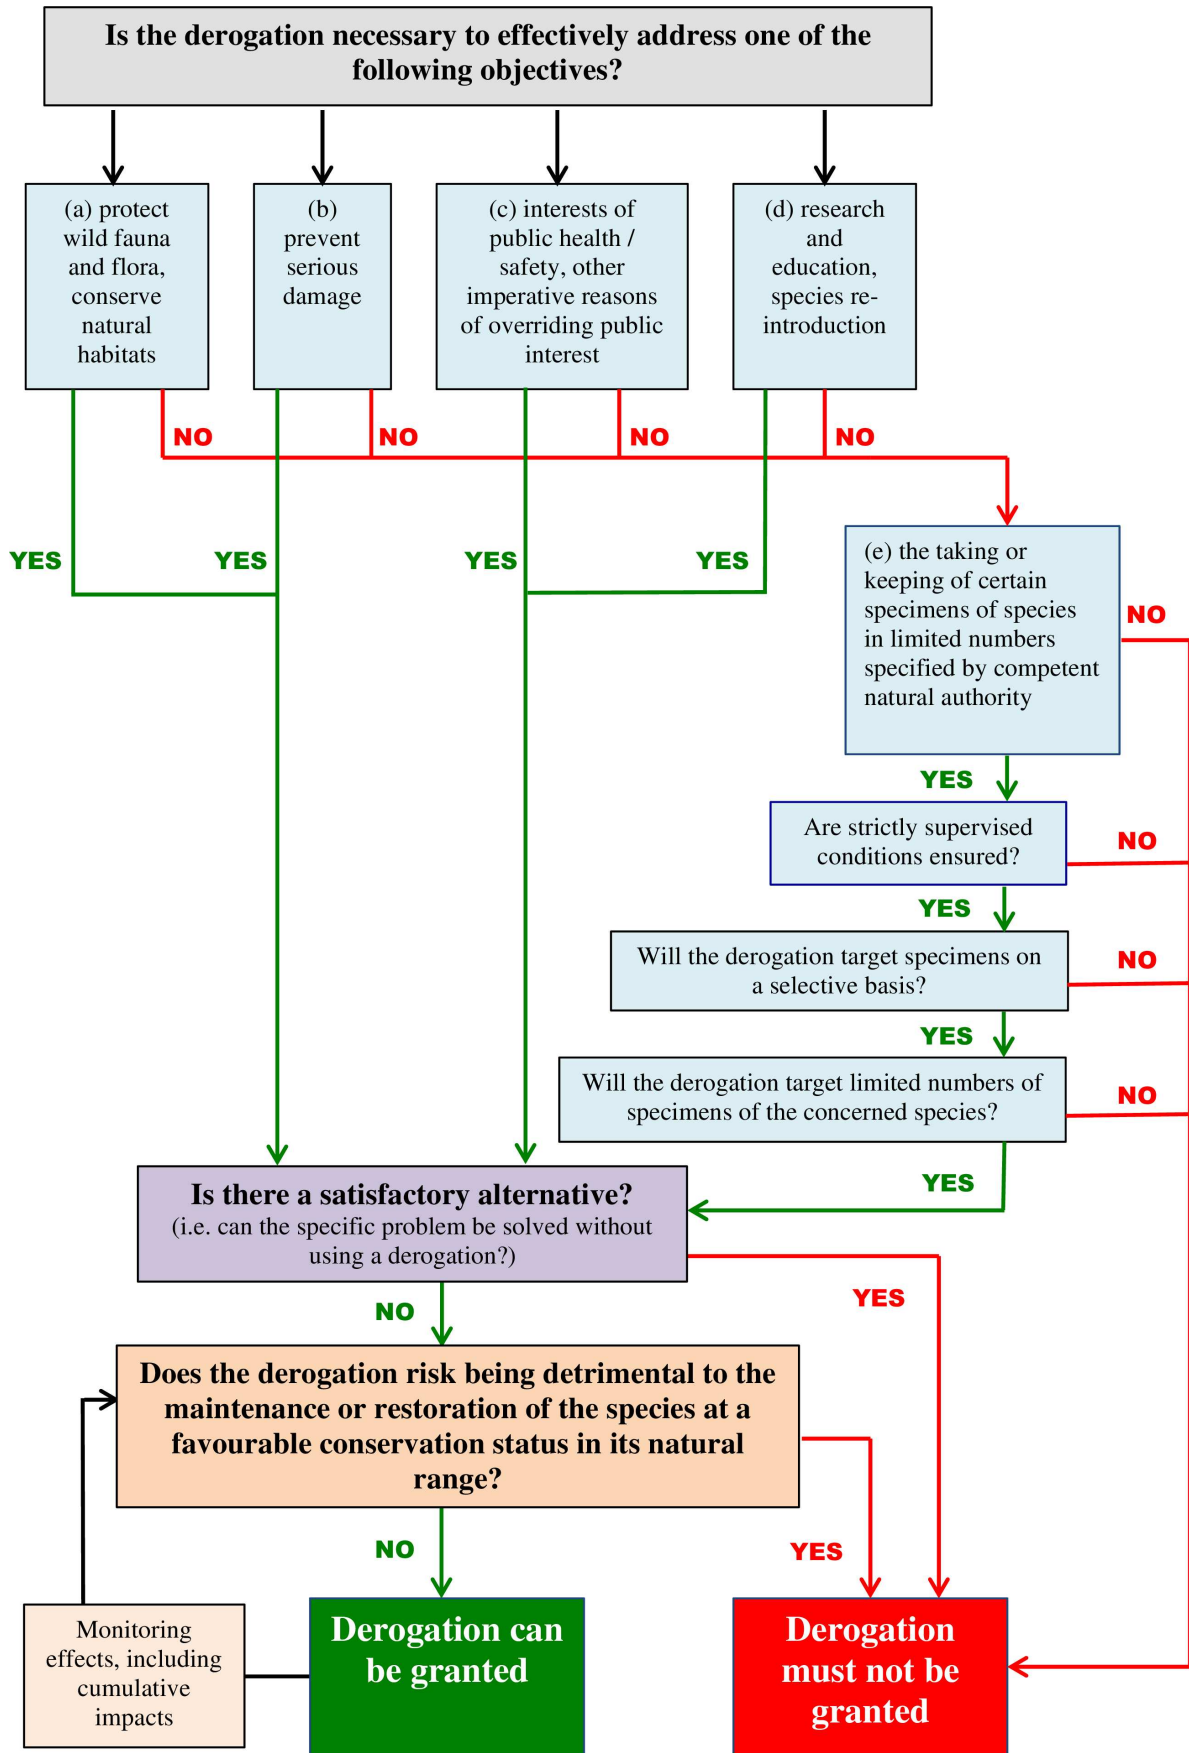 Is the derogation necessary to effectively address one of the
following objectives?
(a) protect
wild fauna
and flora,
conserve
natural
habitats
(b)
prevent
serious
damage
(c) interests of
public health /
safety, other
imperative reasons
of overriding public
interest
(d) research
and
education,
species re-
introduction
NO
NO
NO
NO
YES
YES
YES
YES
(e) the taking or
keeping of certain
specimens of species
in limited numbers
specified by competent
natural authority
NO
YES
Are strictly supervised
conditions ensured?
NO
YES
Will the derogation target specimens on
a selective basis?
NO
YES
Will the derogation target limited numbers of
specimens of the concerned species?
NO
YES
Is there a satisfactory alternative?
(i.e. can the specific problem be solved without
using a derogation?)
YES
NO
Does the derogation risk being detrimental to the
maintenance or restoration of the species at a
favourable conservation status in its natural
range?
NO
YES
Monitoring
effects, including
cumulative
impacts
Derogation can
be granted
Derogation
must not be
granted